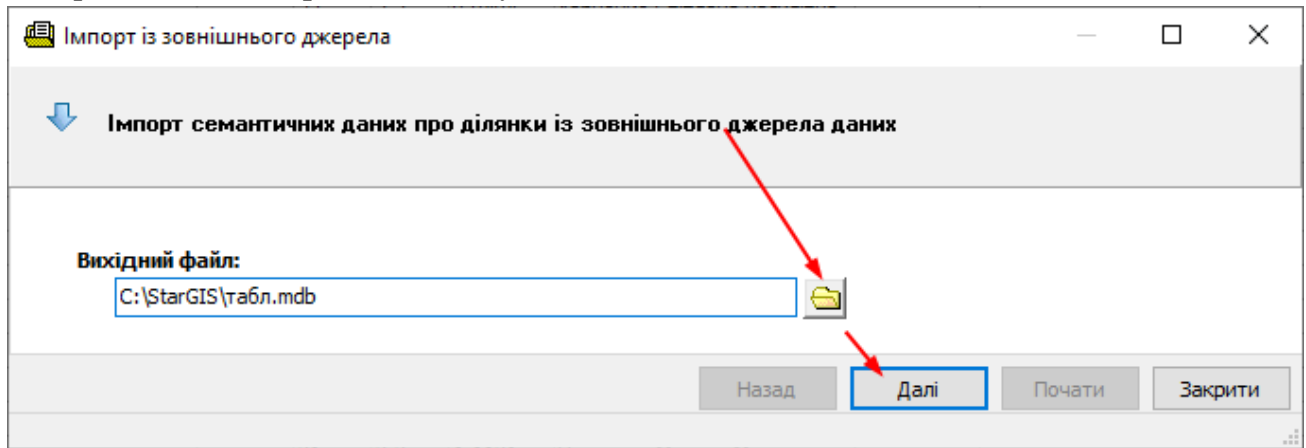 Імпорт із зовнішнього джерела
Імпорт семантичних даних про ділянки із зовнішнього джерела даних
Вихідний файл:
C:\StarGIS\табл.mdb
Назад Далі Почати Закрити